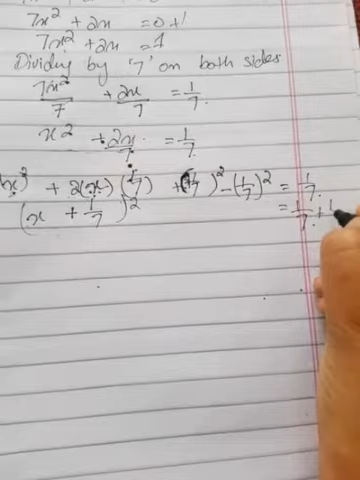 7x² + 2x = 0+1
7x² + 2x = 1
Dividing by '7' on both sides
7x²/7 + 2x/7 = 1/7.
x² + 2x/7. = 1/7.
(x)² + 2(x)(1/7) + (1/7)² - (1/7)² = 1/7.
(x + 1/7)² = 1/7. + 1